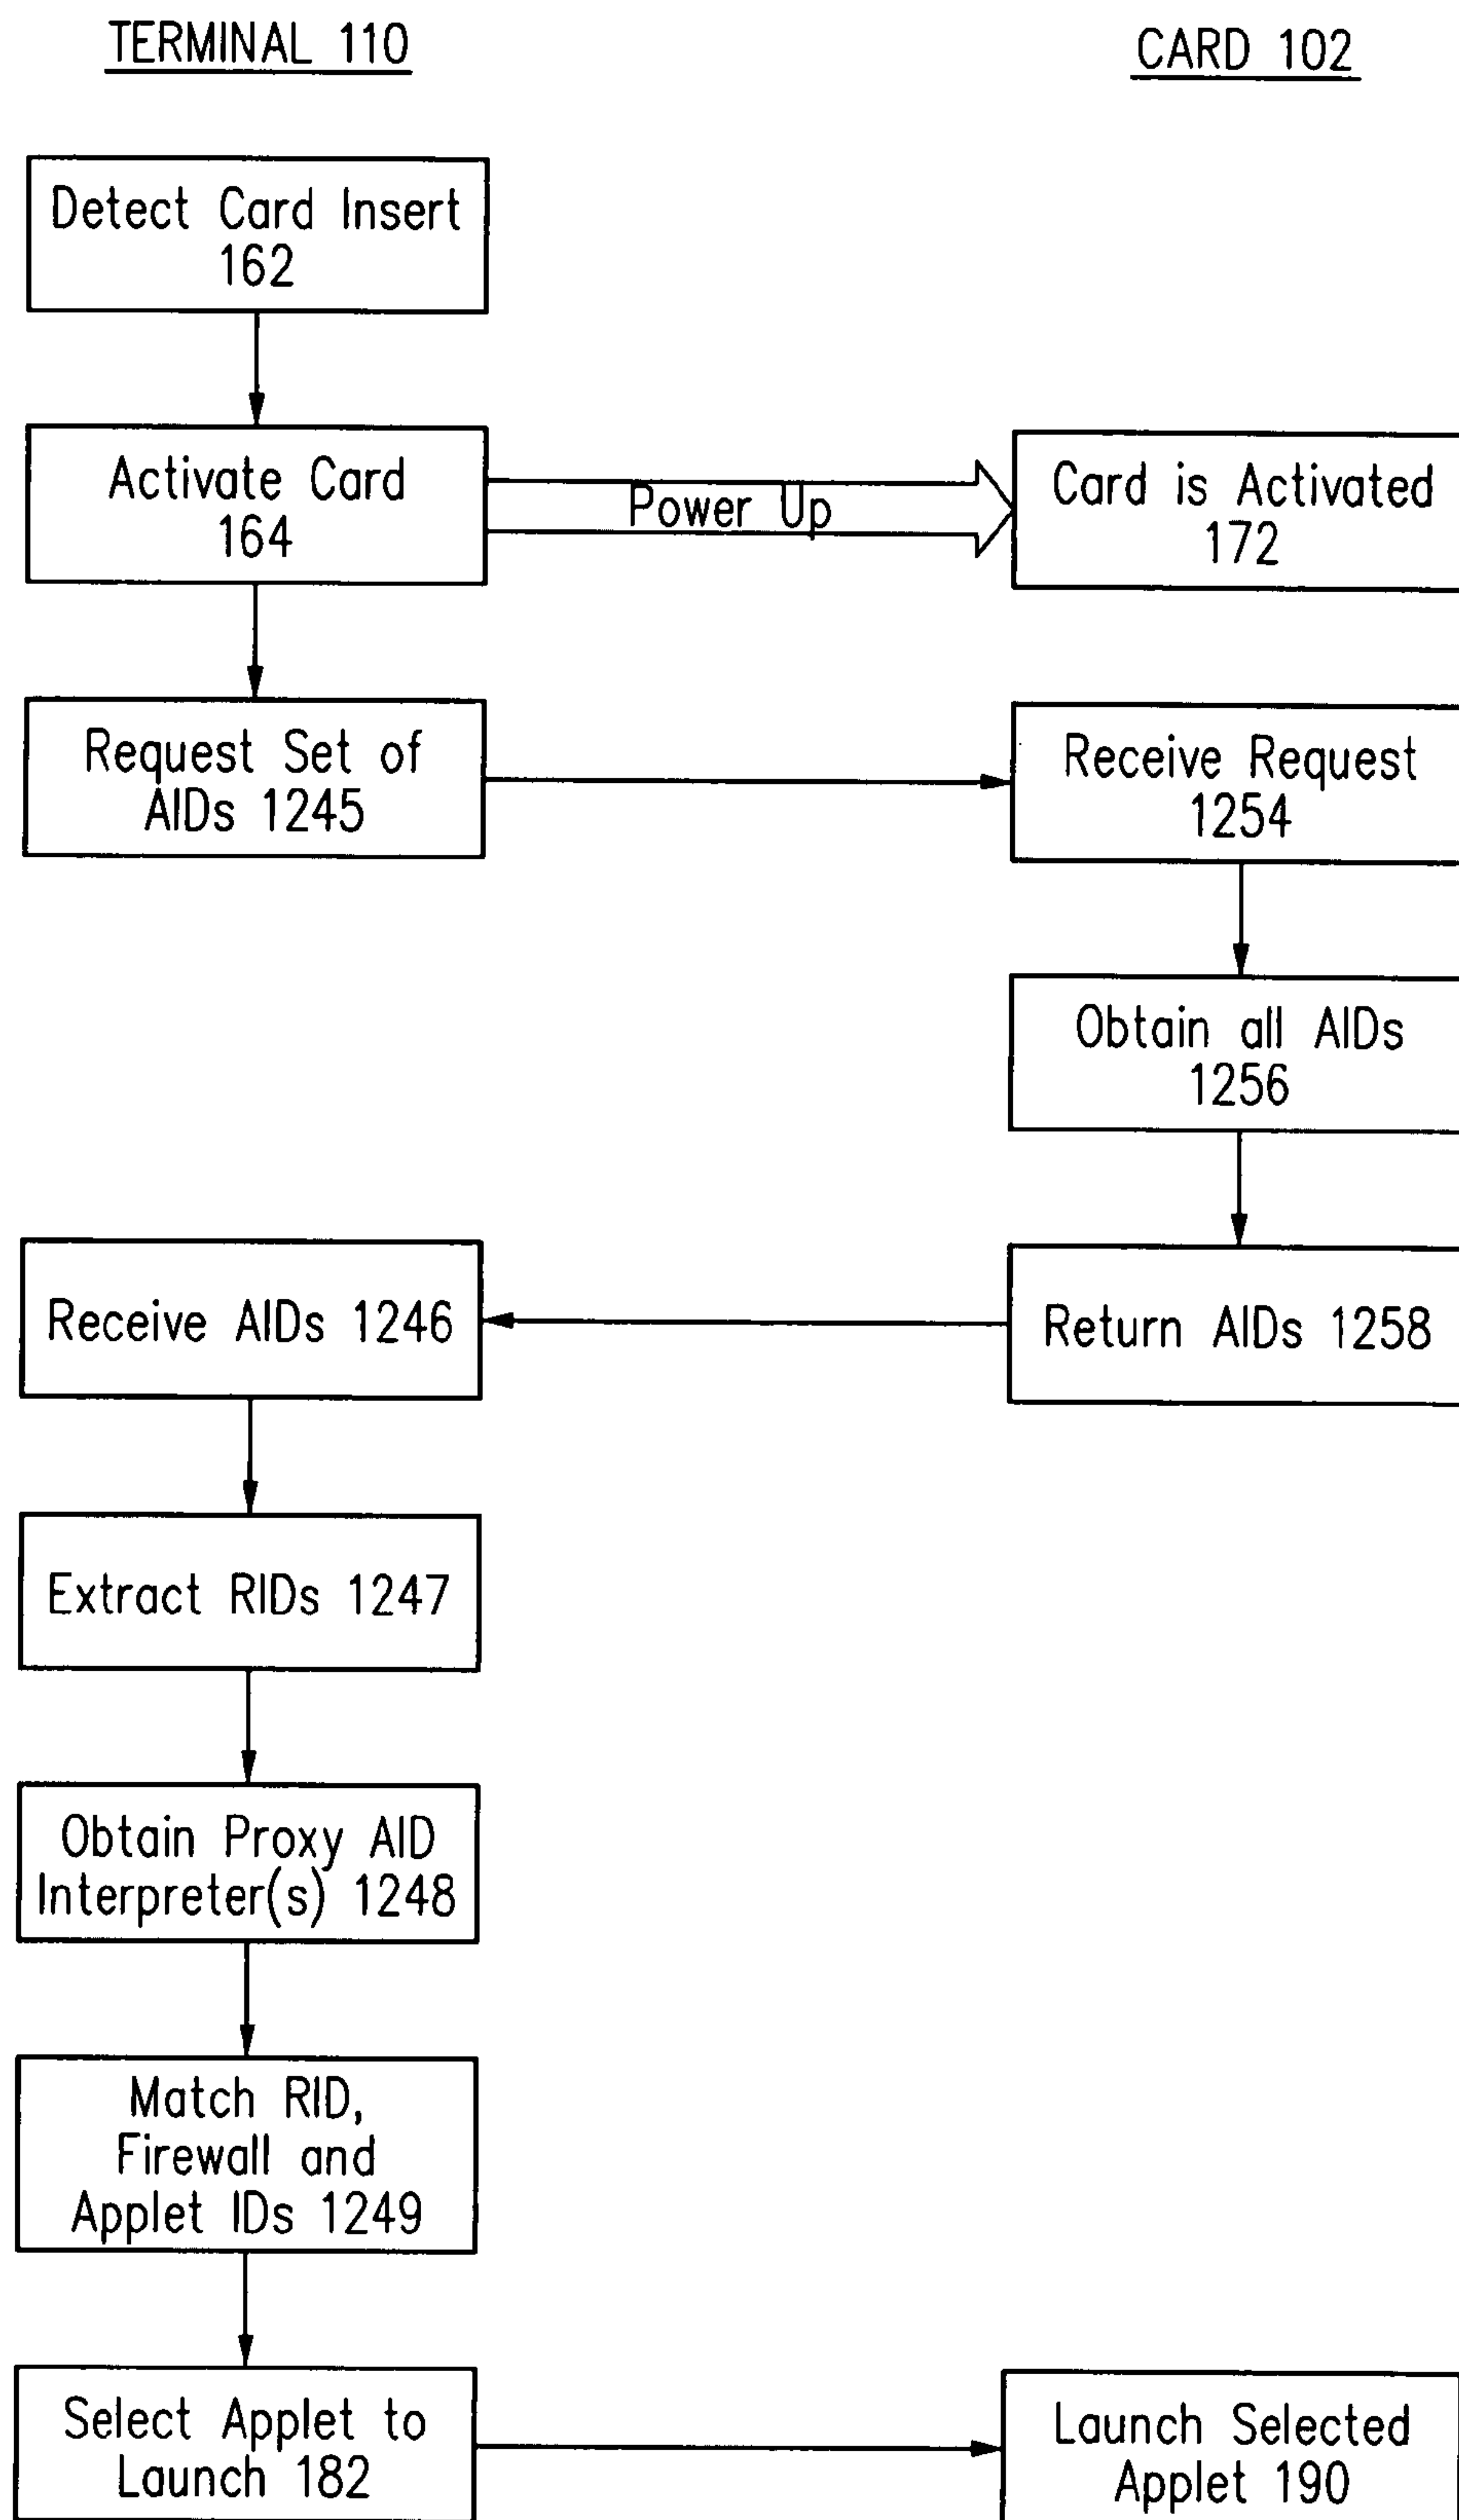 TERMINAL 110
CARD 102
Detect Card Insert
162
Activate Card
164
Power Up
Card is Activated
172
Request Set of
AIDs 1245
Receive Request
1254
Obtain all AIDs
1256
Receive AIDs 1246
Return AIDs 1258
Extract RIDs 1247
Obtain Proxy AID
Interpreter(s) 1248
Match RID,
Firewall and
Applet IDs 1249
Select Applet to
Launch 182
Launch Selected
Applet 190